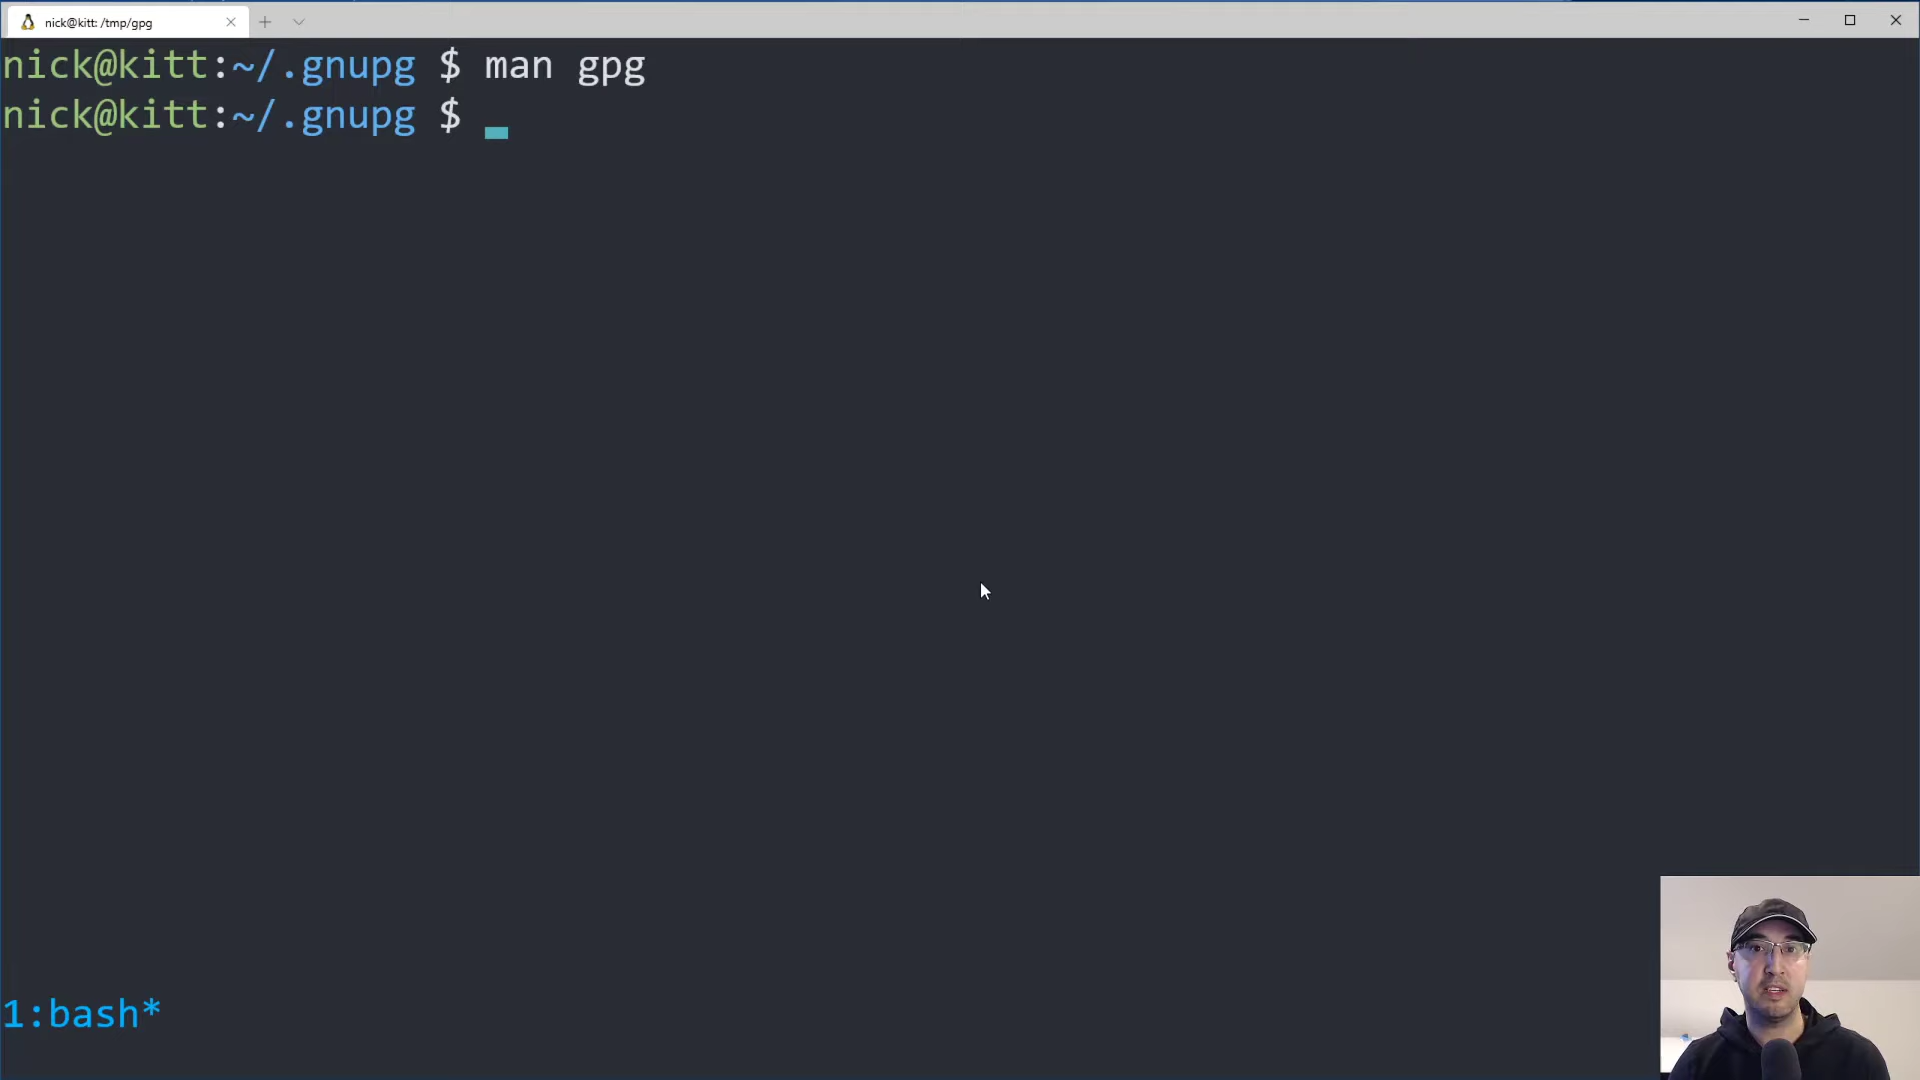 nick@kitt: /tmp/gpg
nick@kitt:~/.gnupg $ man gpg
nick@kitt:~/.gnupg $
1:bash*